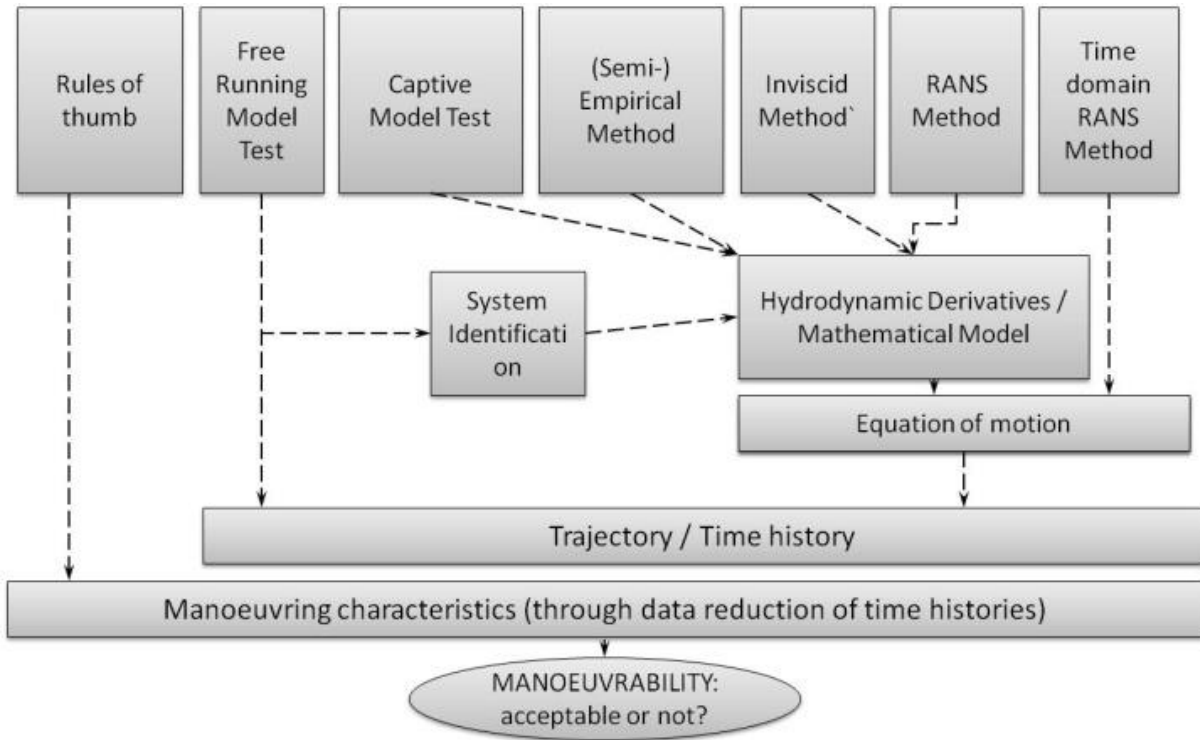 Rules of
thumb
Free
Running
Model
Test
Captive
Model Test
(Semi-)
Empirical
Method
Inviscid
Method`
RANS
Method
Time
domain
RANS
Method
System
Identificati
on
Hydrodynamic Derivatives /
Mathematical Model
Equation of motion
Trajectory / Time history
Manoeuvring characteristics (through data reduction of time histories)
MANOEUVRABILITY:
acceptable or not?